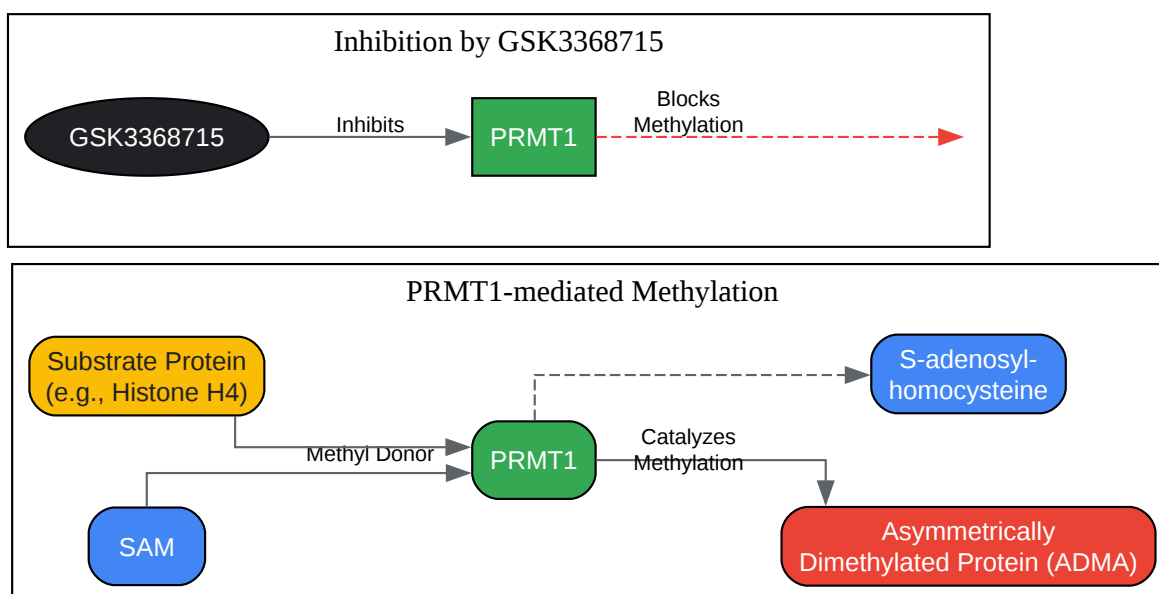 Inhibition by GSK3368715
GSK3368715
Inhibits
PRMT1
Blocks
Methylation
PRMT1-mediated Methylation
Substrate Protein
(e.g., Histone H4)
S-adenosyl-
homocysteine
Methyl Donor
PRMT1
Catalyzes
Methylation
SAM
Asymmetrically
Dimethylated Protein (ADMA)